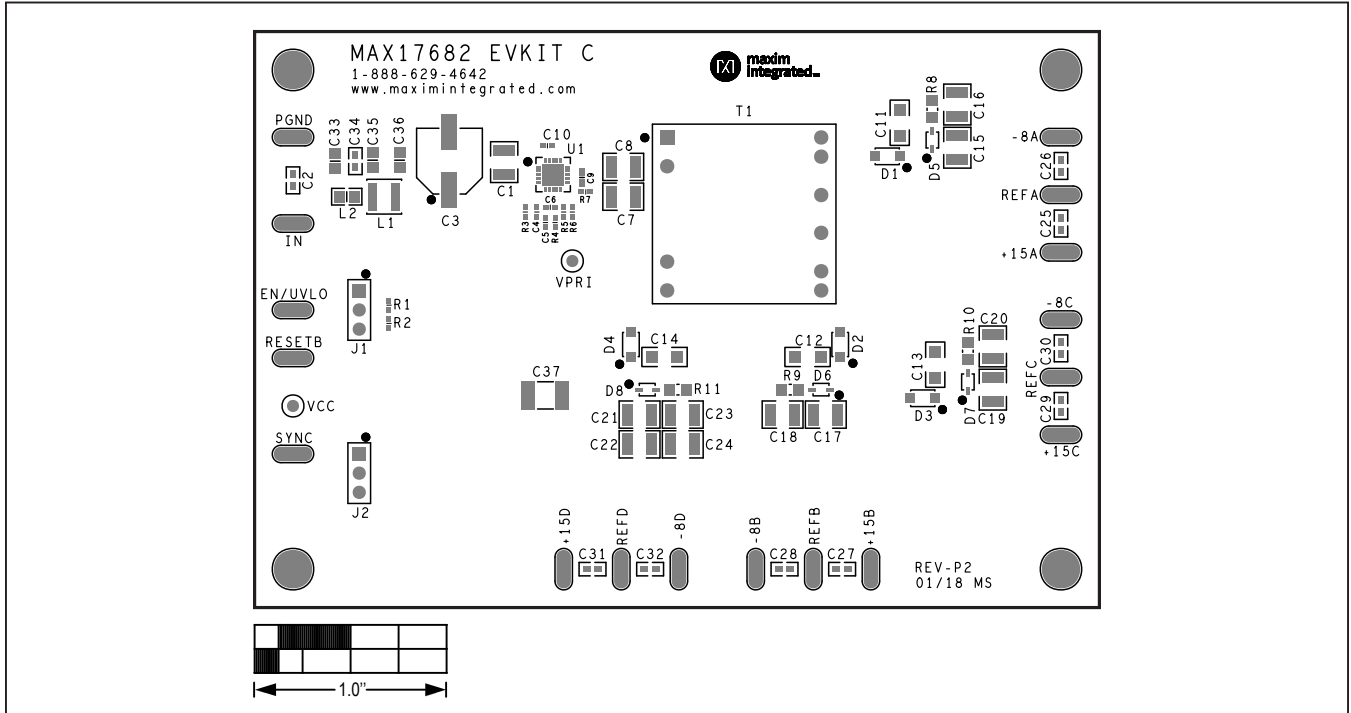 MAX17682 EVKIT C
1-888-629-4642
www.maximintegrated.com
maxim
integrated™
T1
R8
C16
C11
C15
D5
D1
PGND
C33
C34
C35
C36
C2
L2
L1
IN
C3
C1
C10
U1
C9
R7
C6
R3
C4
C5
R4
R5
R6
C8
C7
VPRI
-8A
C26
REFA
C25
+15A
EN/UVLO
R1
R2
J1
RESETB
VCC
SYNC
J2
D4
C14
C12
D2
C37
D8
R11
R9
D6
C21
C23
C22
C24
C18
C17
C13
R10
C20
D3
D7
C19
-8C
C30
REFC
C29
+15C
+15D
C31
REFD
C32
-8D
-8B
C28
REFB
C27
+15B
REV-P2
01/18 MS
1.0”